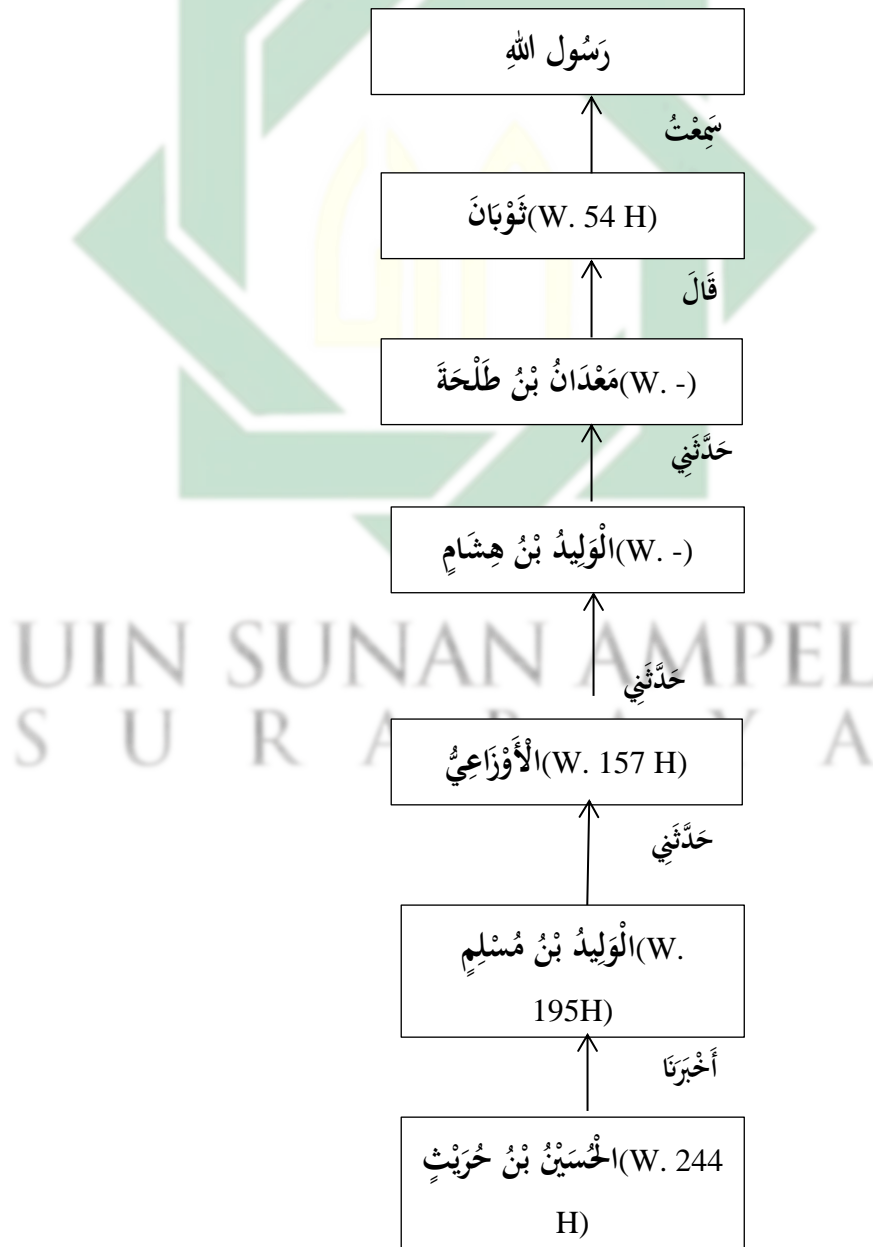 رَسُول اللهِ
سَمِعْتُ
ثَوْبَانَ(W. 54 H)
قَالَ
مَعْدَانُ بْنُ طَلْحَةَ(W. -)
حَدَّثَنِي
الْوَلِيدُ بْنُ هِشَامٍ(W. -)
UIN SUNAN AMPEL
حَدَّثَنِي
S U R A B A Y A
الْأَوْزَاعِيُّ(W. 157 H)
حَدَّثَنِي
الْوَلِيدُ بْنُ مُسْلِمٍ(W.
195H)
أَخْبَرَنَا
الْحُسَيْنُ بْنُ حُرَيْثٍ(W. 244
H)